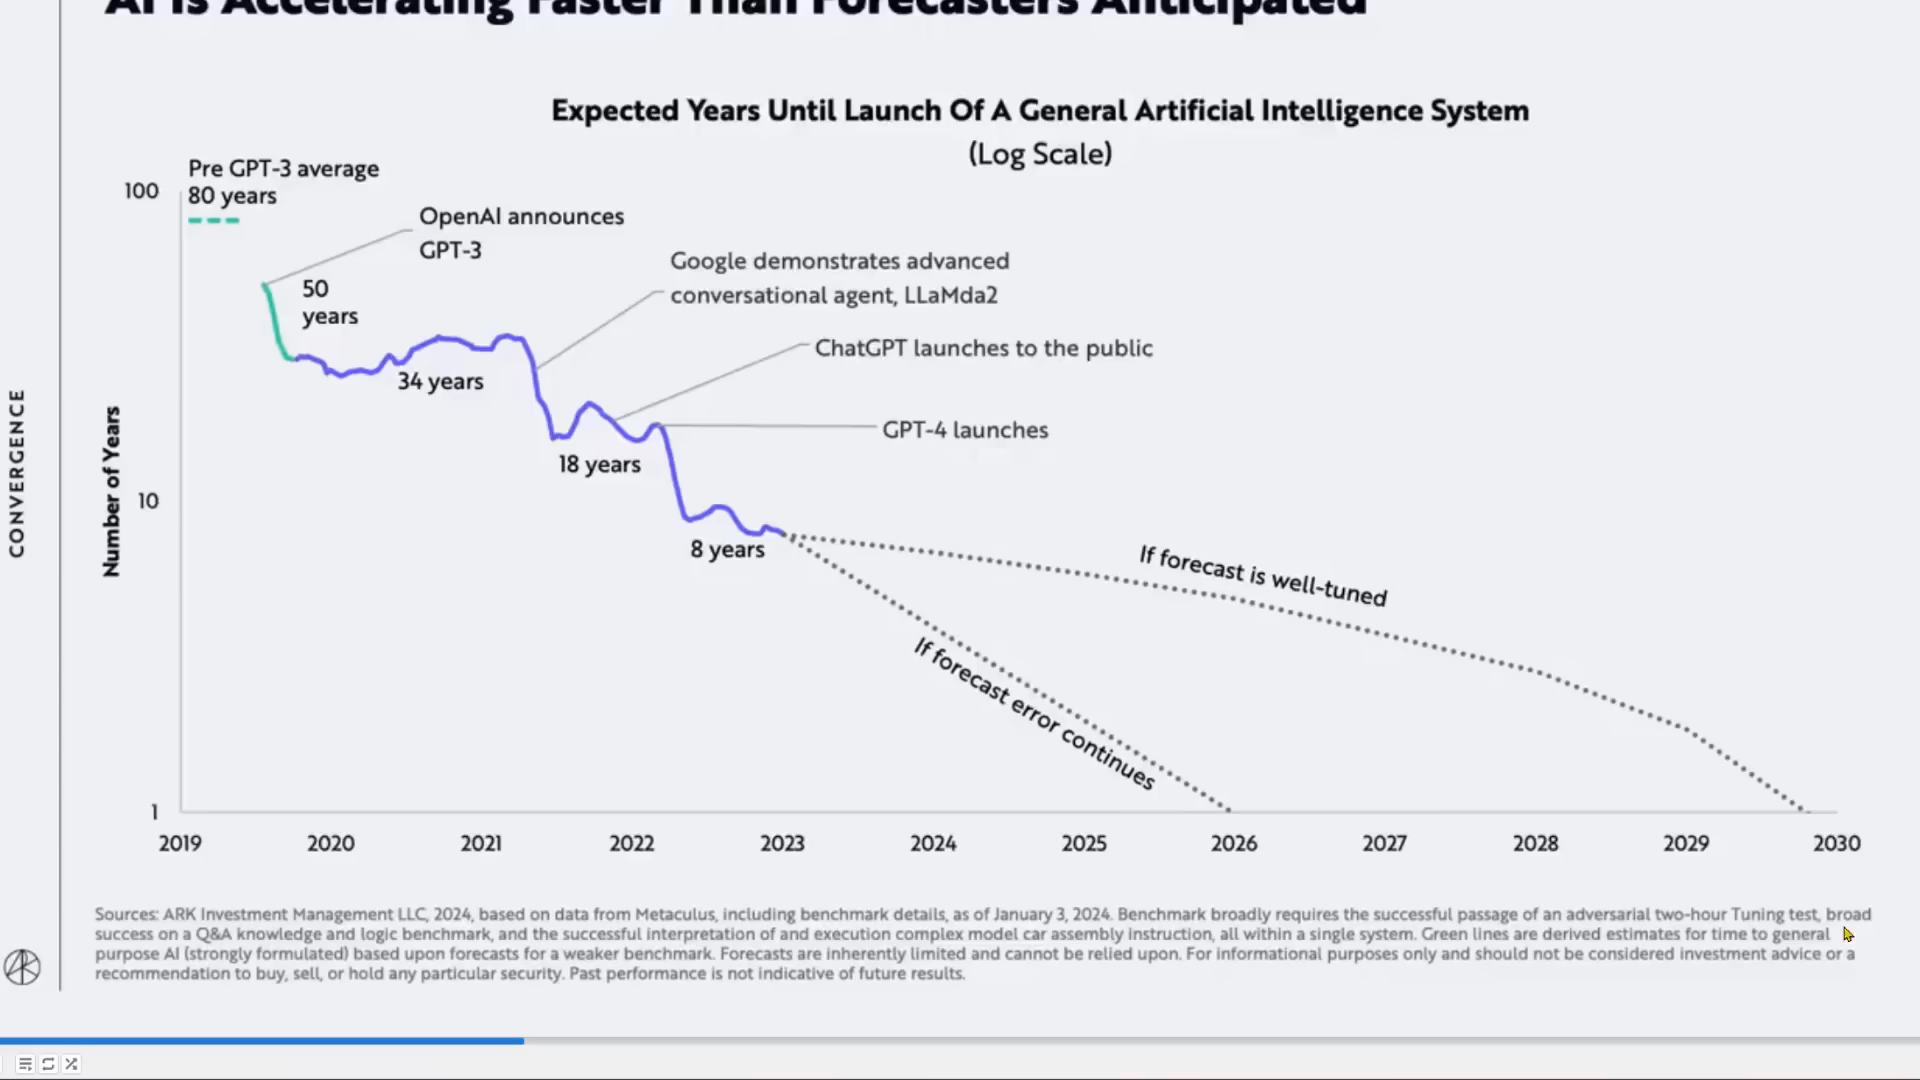 AI Is Accelerating Faster Than Forecasters Anticipated
Expected Years Until Launch Of A General Artificial Intelligence System
(Log Scale)
Pre GPT-3 average
80 years
OpenAI announces
GPT-3
50
years
Google demonstrates advanced
conversational agent, LLaMda2
ChatGPT launches to the public
34 years
GPT-4 launches
18 years
8 years
If forecast is well-tuned
If forecast error continues
CONVERGENCE
Number of Years
100
10
1
2019 2020 2021 2022 2023 2024 2025 2026 2027 2028 2029 2030
Sources: ARK Investment Management LLC, 2024, based on data from Metaculus, including benchmark details, as of January 3, 2024. Benchmark broadly requires the successful passage of an adversarial two-hour Tuning test, broad
success on a Q&A knowledge and logic benchmark, and the successful interpretation of and execution complex model car assembly instruction, all within a single system. Green lines are derived estimates for time to general
purpose AI (strongly formulated) based upon forecasts for a weaker benchmark. Forecasts are inherently limited and cannot be relied upon. For informational purposes only and should not be considered investment advice or a
recommendation to buy, sell, or hold any particular security. Past performance is not indicative of future results.